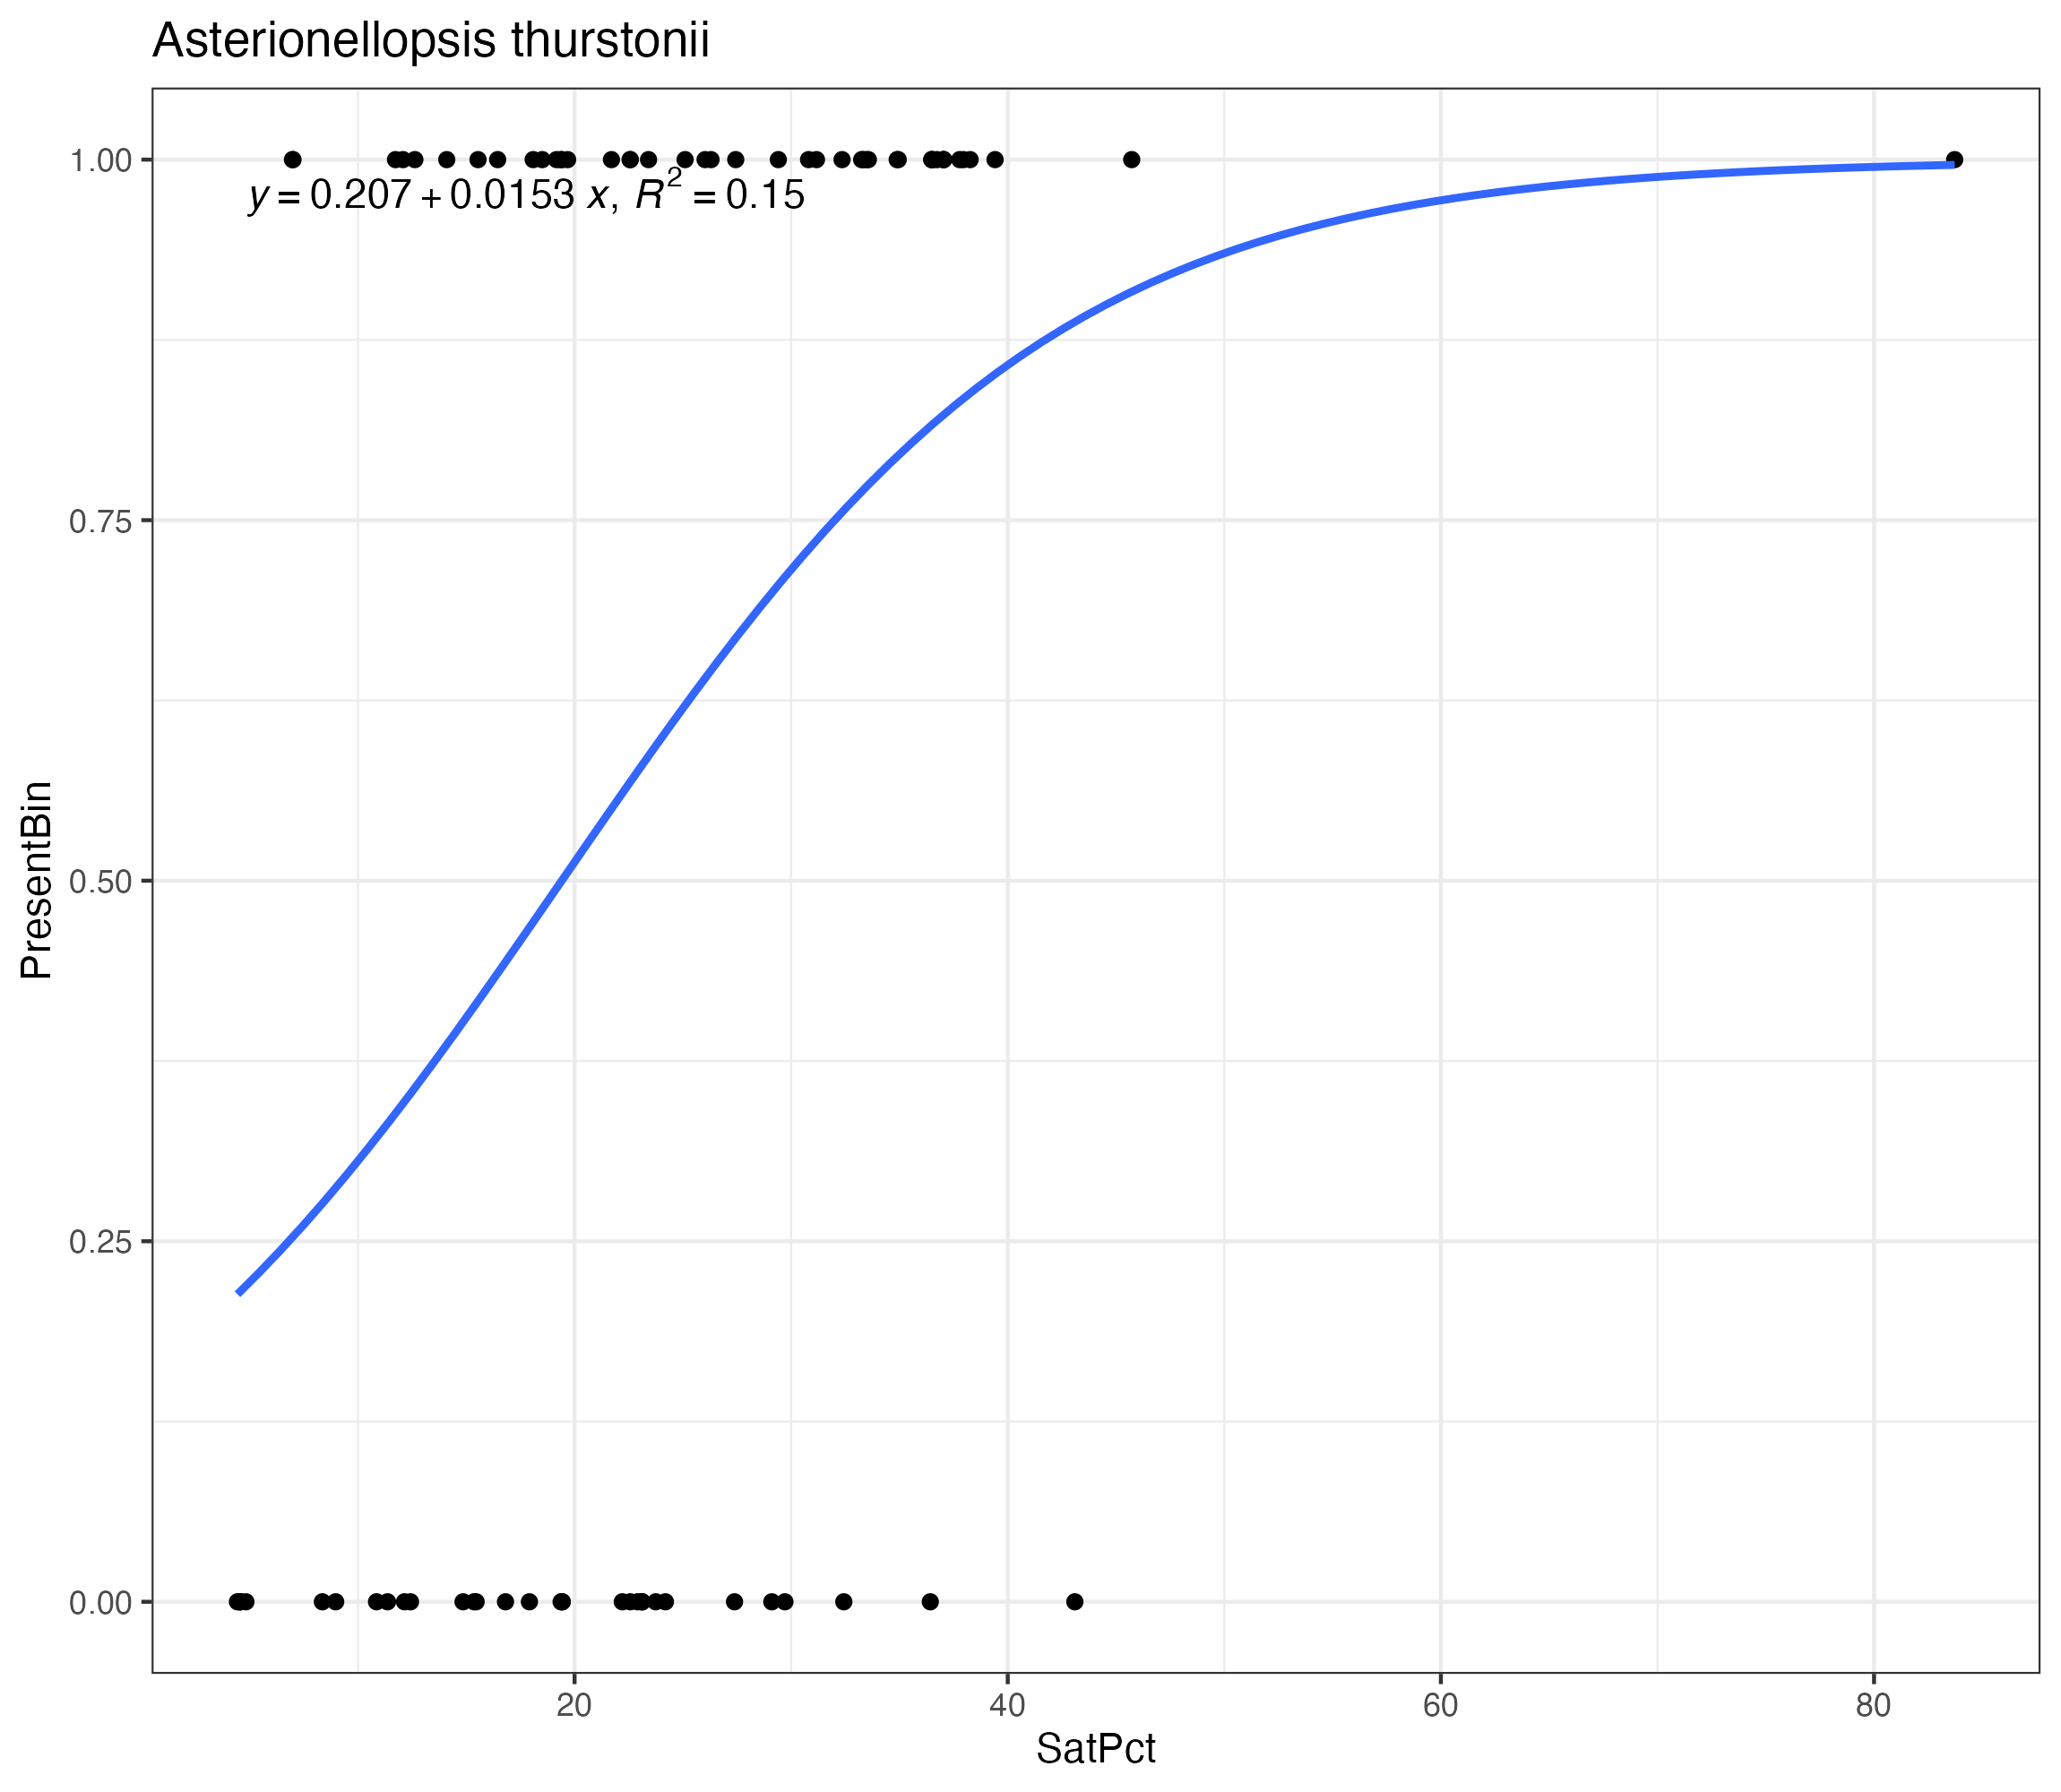 Asterionellopsis thurstonii
1.00
y = 0.207 + 0.0153 x, R² = 0.15
0.75
PresentBin
0.50
0.25
0.00
20 40 60 80
SatPct